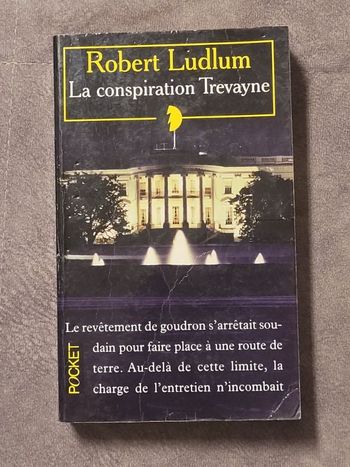 Robert Ludlum
La conspiration Trevayne
Le revêtement de goudron s'arrêtait sou-
dain pour faire place à une route de
terre. Au-delà de cette limite, la
charge de l'entretien n'incombait
POCKET